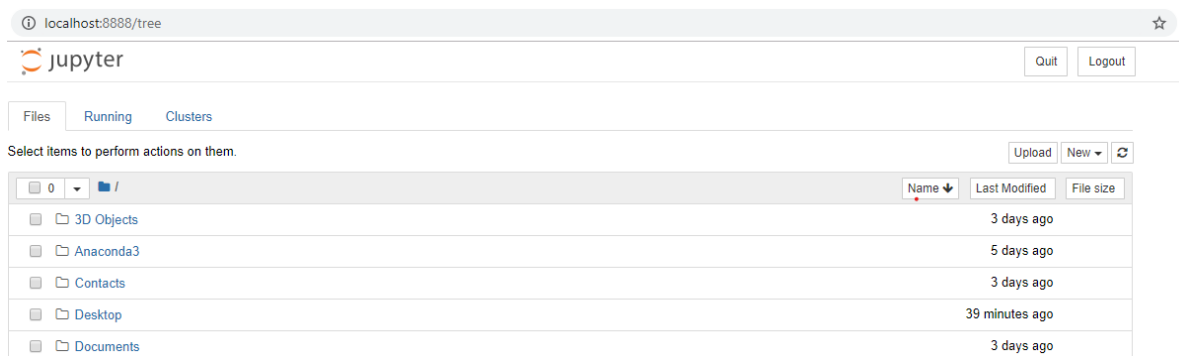 localhost:8888/tree
jupyter
Quit Logout
Files Running Clusters
Select items to perform actions on them.
Upload New
0 / Name Last Modified File size
3D Objects 3 days ago
Anaconda3 5 days ago
Contacts 3 days ago
Desktop 39 minutes ago
Documents 3 days ago